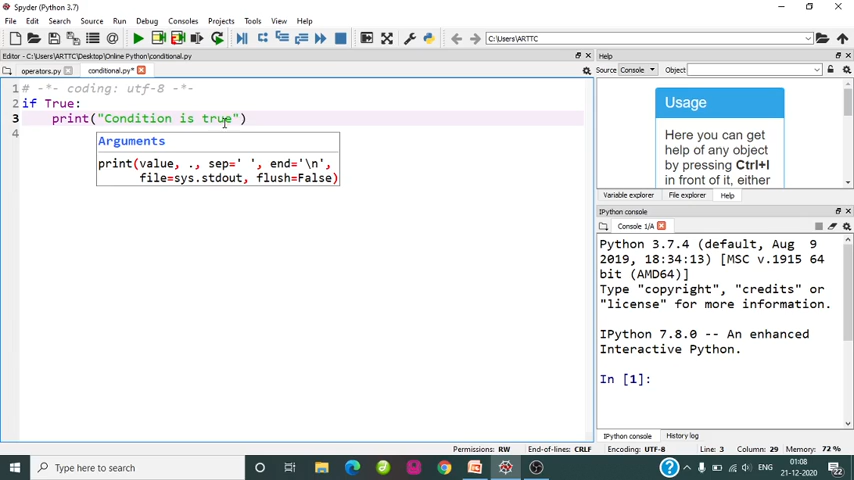 Spyder (Python 3.7)
File Edit Search Source Run Debug Consoles Projects Tools View Help
C:\Users\ARTTC
Editor - C:\Users\ARTTC\Desktop\Online Python\conditional.py
Help
operators.py
conditional.py*
Source Console Object
1 # -*- coding: utf-8 -*-
2 if True:
3 print("Condition is true")
4
Arguments
print(value, ., sep=' ', end='\n',
file=sys.stdout, flush=False)
Usage
Here you can get
help of any object
by pressing Ctrl+I
in front of it, either
Variable explorer File explorer Help
IPython console
Console 1/A
Python 3.7.4 (default, Aug 9
2019, 18:34:13) [MSC v.1915 64
bit (AMD64)]
Type "copyright", "credits" or
"license" for more information.
IPython 7.8.0 -- An enhanced
Interactive Python.
In [1]:
IPython console History log
Permissions: RW End-of-lines: CRLF Encoding: UTF-8 Line: 3 Column: 29 Memory: 72 %
Type here to search
ENG
01:08
21-12-2020
22